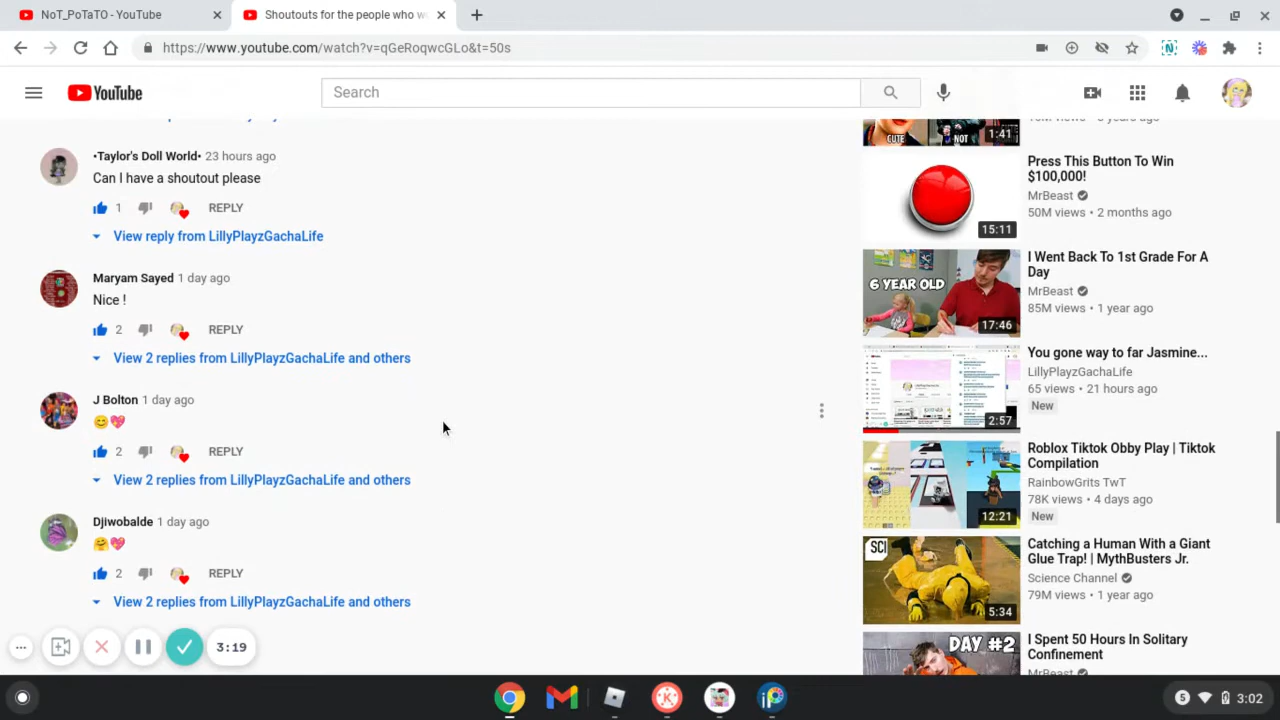 NoT_PoTaTO - YouTube
Shoutouts for the people who w
https://www.youtube.com/watch?v=qGeRoqwcGLo&t=50s
YouTube
Search
•Taylor's Doll World• 23 hours ago
Can I have a shoutout please
1
REPLY
View reply from LillyPlayzGachaLife
Maryam Sayed 1 day ago
Nice !
2
REPLY
View 2 replies from LillyPlayzGachaLife and others
J Bolton 1 day ago
2
REPLY
View 2 replies from LillyPlayzGachaLife and others
Djiwobalde 1 day ago
🤗💖
2
REPLY
View 2 replies from LillyPlayzGachaLife and others
3:19
CUTE
NOT
1:41
Press This Button To Win
$100,000!
MrBeast
50M views • 2 months ago
15:11
I Went Back To 1st Grade For A
Day
MrBeast
85M views • 1 year ago
6 YEAR OLD
17:46
You gone way to far Jasmine...
LillyPlayzGachaLife
65 views • 21 hours ago
New
2:57
Roblox Tiktok Obby Play | Tiktok
Compilation
RainbowGrits TwT
78K views • 4 days ago
New
12:21
Catching a Human With a Giant
Glue Trap! | MythBusters Jr.
Science Channel
79M views • 1 year ago
SCI
5:34
I Spent 50 Hours In Solitary
Confinement
MrBeast
DAY #2
5
3:02